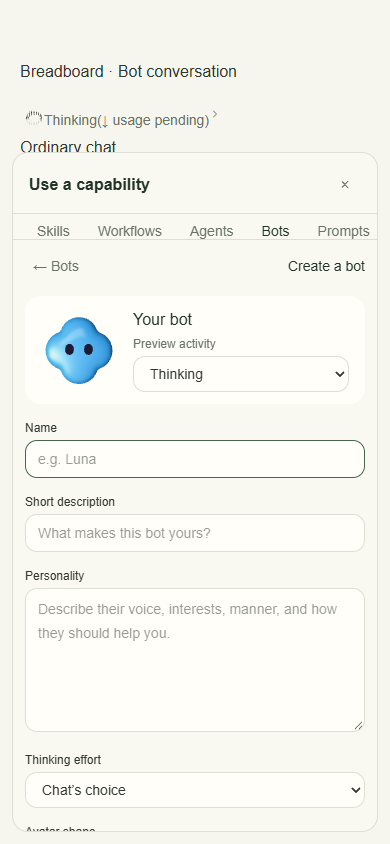 Breadboard · Bot conversation
Thinking(↓ usage pending) >
Ordinary chat
Use a capability ×
Skills Workflows Agents Bots Prompts
← Bots Create a bot
Your bot
Preview activity
Thinking
Name
e.g. Luna
Short description
What makes this bot yours?
Personality
Describe their voice, interests, manner, and how
they should help you.
Thinking effort
Chat's choice
Avatar shape